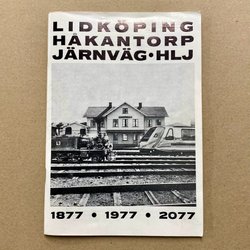 LIDKÖPING
HÅKANTORP
JÄRNVÄG•HLJ
1877 • 1977 • 2077